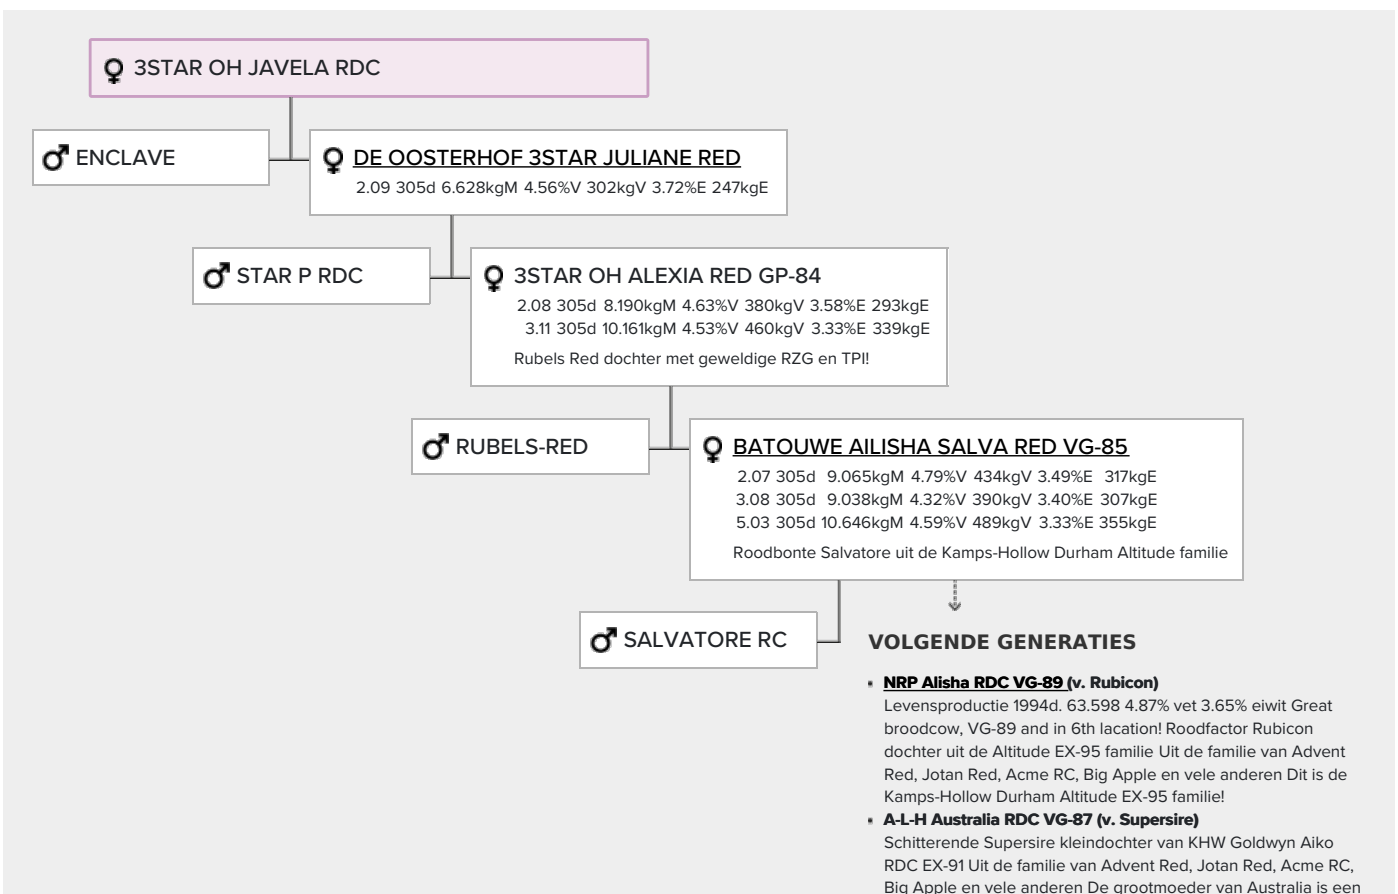 3STAR OH JAVELA RDC
ENCLAVE
DE OOSTERHOF 3STAR JULIANE RED
2.09 305d 6.628kgM 4.56%V 302kgV 3.72%E 247kgE
STAR P RDC
3STAR OH ALEXIA RED GP-84
2.08 305d 8.190kgM 4.63%V 380kgV 3.58%E 293kgE
3.11 305d 10.161kgM 4.53%V 460kgV 3.33%E 339kgE
Rubels Red dochter met geweldige RZG en TPI!
RUBELS-RED
BATOUWE AILISHA SALVA RED VG-85
2.07 305d 9.065kgM 4.79%V 434kgV 3.49%E 317kgE
3.08 305d 9.038kgM 4.32%V 390kgV 3.40%E 307kgE
5.03 305d 10.646kgM 4.59%V 489kgV 3.33%E 355kgE
Roodbonte Salvatore uit de Kamps-Hollow Durham Altitude familie
SALVATORE RC
VOLGENDE GENERATIES
NRP Alisha RDC VG-89 (v. Rubicon)
Levensproductie 1994d. 63.598 4.87% vet 3.65% eiwit Great
broodcow, VG-89 and in 6th lacation! Roodfactor Rubicon
dochter uit de Altitude EX-95 familie Uit de familie van Advent
Red, Jotan Red, Acme RC, Big Apple en vele anderen Dit is de
Kamps-Hollow Durham Altitude EX-95 familie!
A-L-H Australia RDC VG-87 (v. Supersire)
Schitterende Supersire kleindochter van KHW Goldwyn Aiko
RDC EX-91 Uit de familie van Advent Red, Jotan Red, Acme RC,
Big Apple en vele anderen De grootmoeder van Australia is een